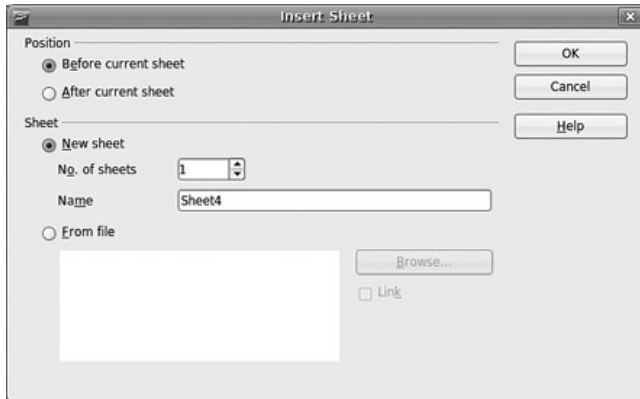 Insert Sheet
Position
Before current sheet
After current sheet
OK
Cancel
Help
Sheet
New sheet
No. of sheets 1
Name Sheet4
From file
Browse...
Link